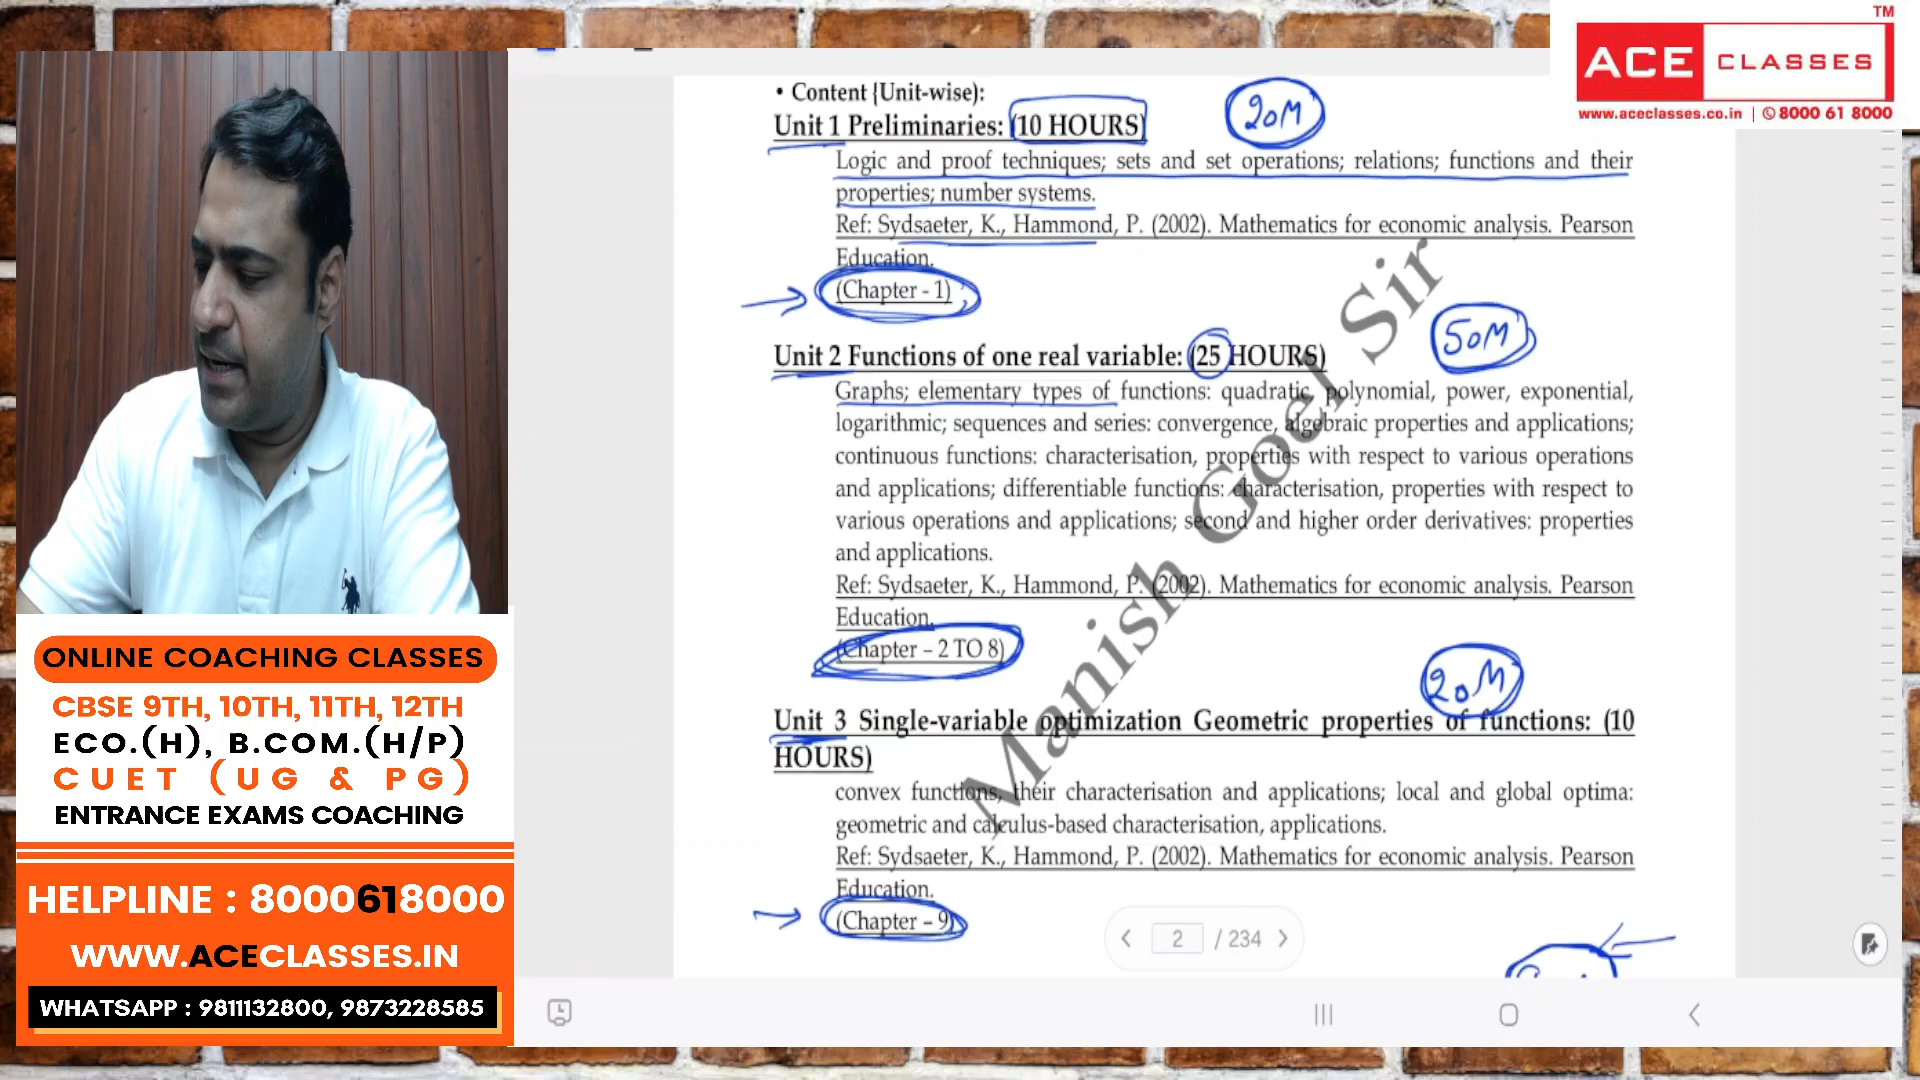 • Content {Unit-wise):
Unit 1 Preliminaries: (10 HOURS)
20M
Logic and proof techniques; sets and set operations; relations; functions and their
properties; number systems.
Ref: Sydsaeter, K., Hammond, P. (2002). Mathematics for economic analysis. Pearson
Education.
(Chapter - 1)
Unit 2 Functions of one real variable: (25 HOURS)
50M
Graphs; elementary types of functions: quadratic, polynomial, power, exponential,
logarithmic; sequences and series: convergence, algebraic properties and applications;
continuous functions: characterisation, properties with respect to various operations
and applications; differentiable functions: characterisation, properties with respect to
various operations and applications; second and higher order derivatives: properties
and applications.
Ref: Sydsaeter, K., Hammond, P. (2002). Mathematics for economic analysis. Pearson
Education.
(Chapter – 2 TO 8)
20M
Unit 3 Single-variable optimization Geometric properties of functions: (10
HOURS)
convex functions, their characterisation and applications; local and global optima:
geometric and calculus-based characterisation, applications.
Ref: Sydsaeter, K., Hammond, P. (2002). Mathematics for economic analysis. Pearson
Education.
(Chapter – 9)
2 / 234
Manish Goel Sir
TM
ACE CLASSES
www.aceclasses.co.in | 8000 61 8000
ONLINE COACHING CLASSES
CBSE 9TH, 10TH, 11TH, 12TH
ECO.(H), B.COM.(H/P)
CUET (UG & PG)
ENTRANCE EXAMS COACHING
HELPLINE : 8000618000
WWW.ACECLASSES.IN
WHATSAPP : 9811132800, 9873228585